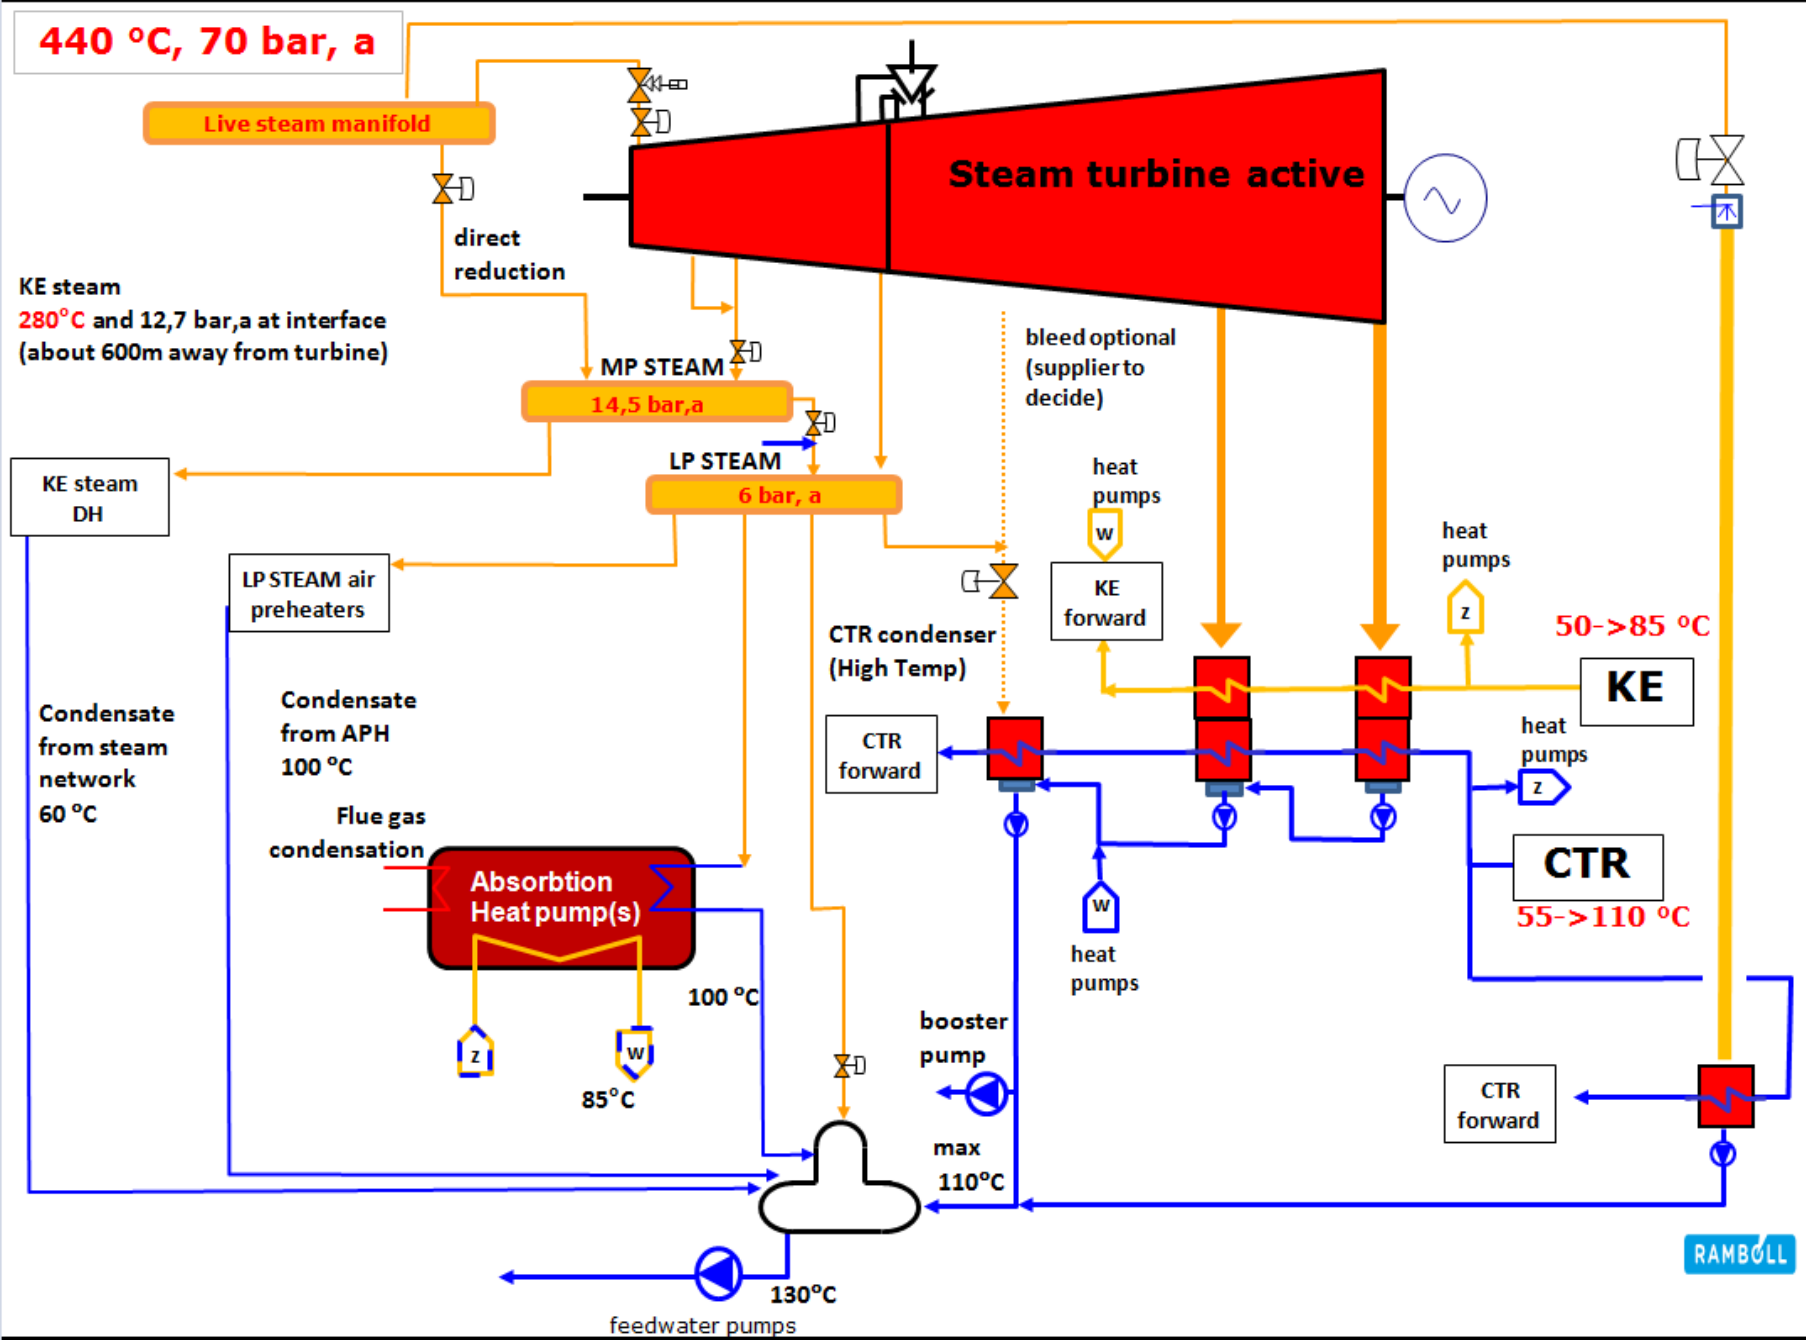 440 °C, 70 bar, a
Live steam manifold
Steam turbine active
direct
reduction
KE steam
280°C and 12,7 bar,a at interface
(about 600m away from turbine)
bleed optional
(supplier to
decide)
MP STEAM
14,5 bar,a
LP STEAM
6 bar, a
KE steam
DH
LP STEAM air
preheaters
heat
pumps
W
KE
forward
heat
pumps
Z
50->85 °C
KE
CTR condenser
(High Temp)
CTR
forward
heat
pumps
Z
CTR
55->110 °C
Condensate
from steam
network
60 °C
Condensate
from APH
100 °C
Flue gas
condensation
Absorbtion
Heat pump(s)
W
heat
pumps
100 °C
Z
W
85°C
booster
pump
max
110°C
CTR
forward
130°C
feedwater pumps
RAMBOLL